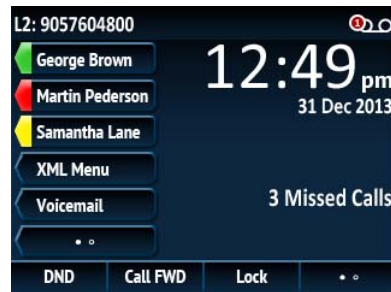 L2: 9057604800
1
George Brown
12:49 pm
Martin Pederson
31 Dec 2013
Samantha Lane
XML Menu
Voicemail
3 Missed Calls
DND Call FWD Lock